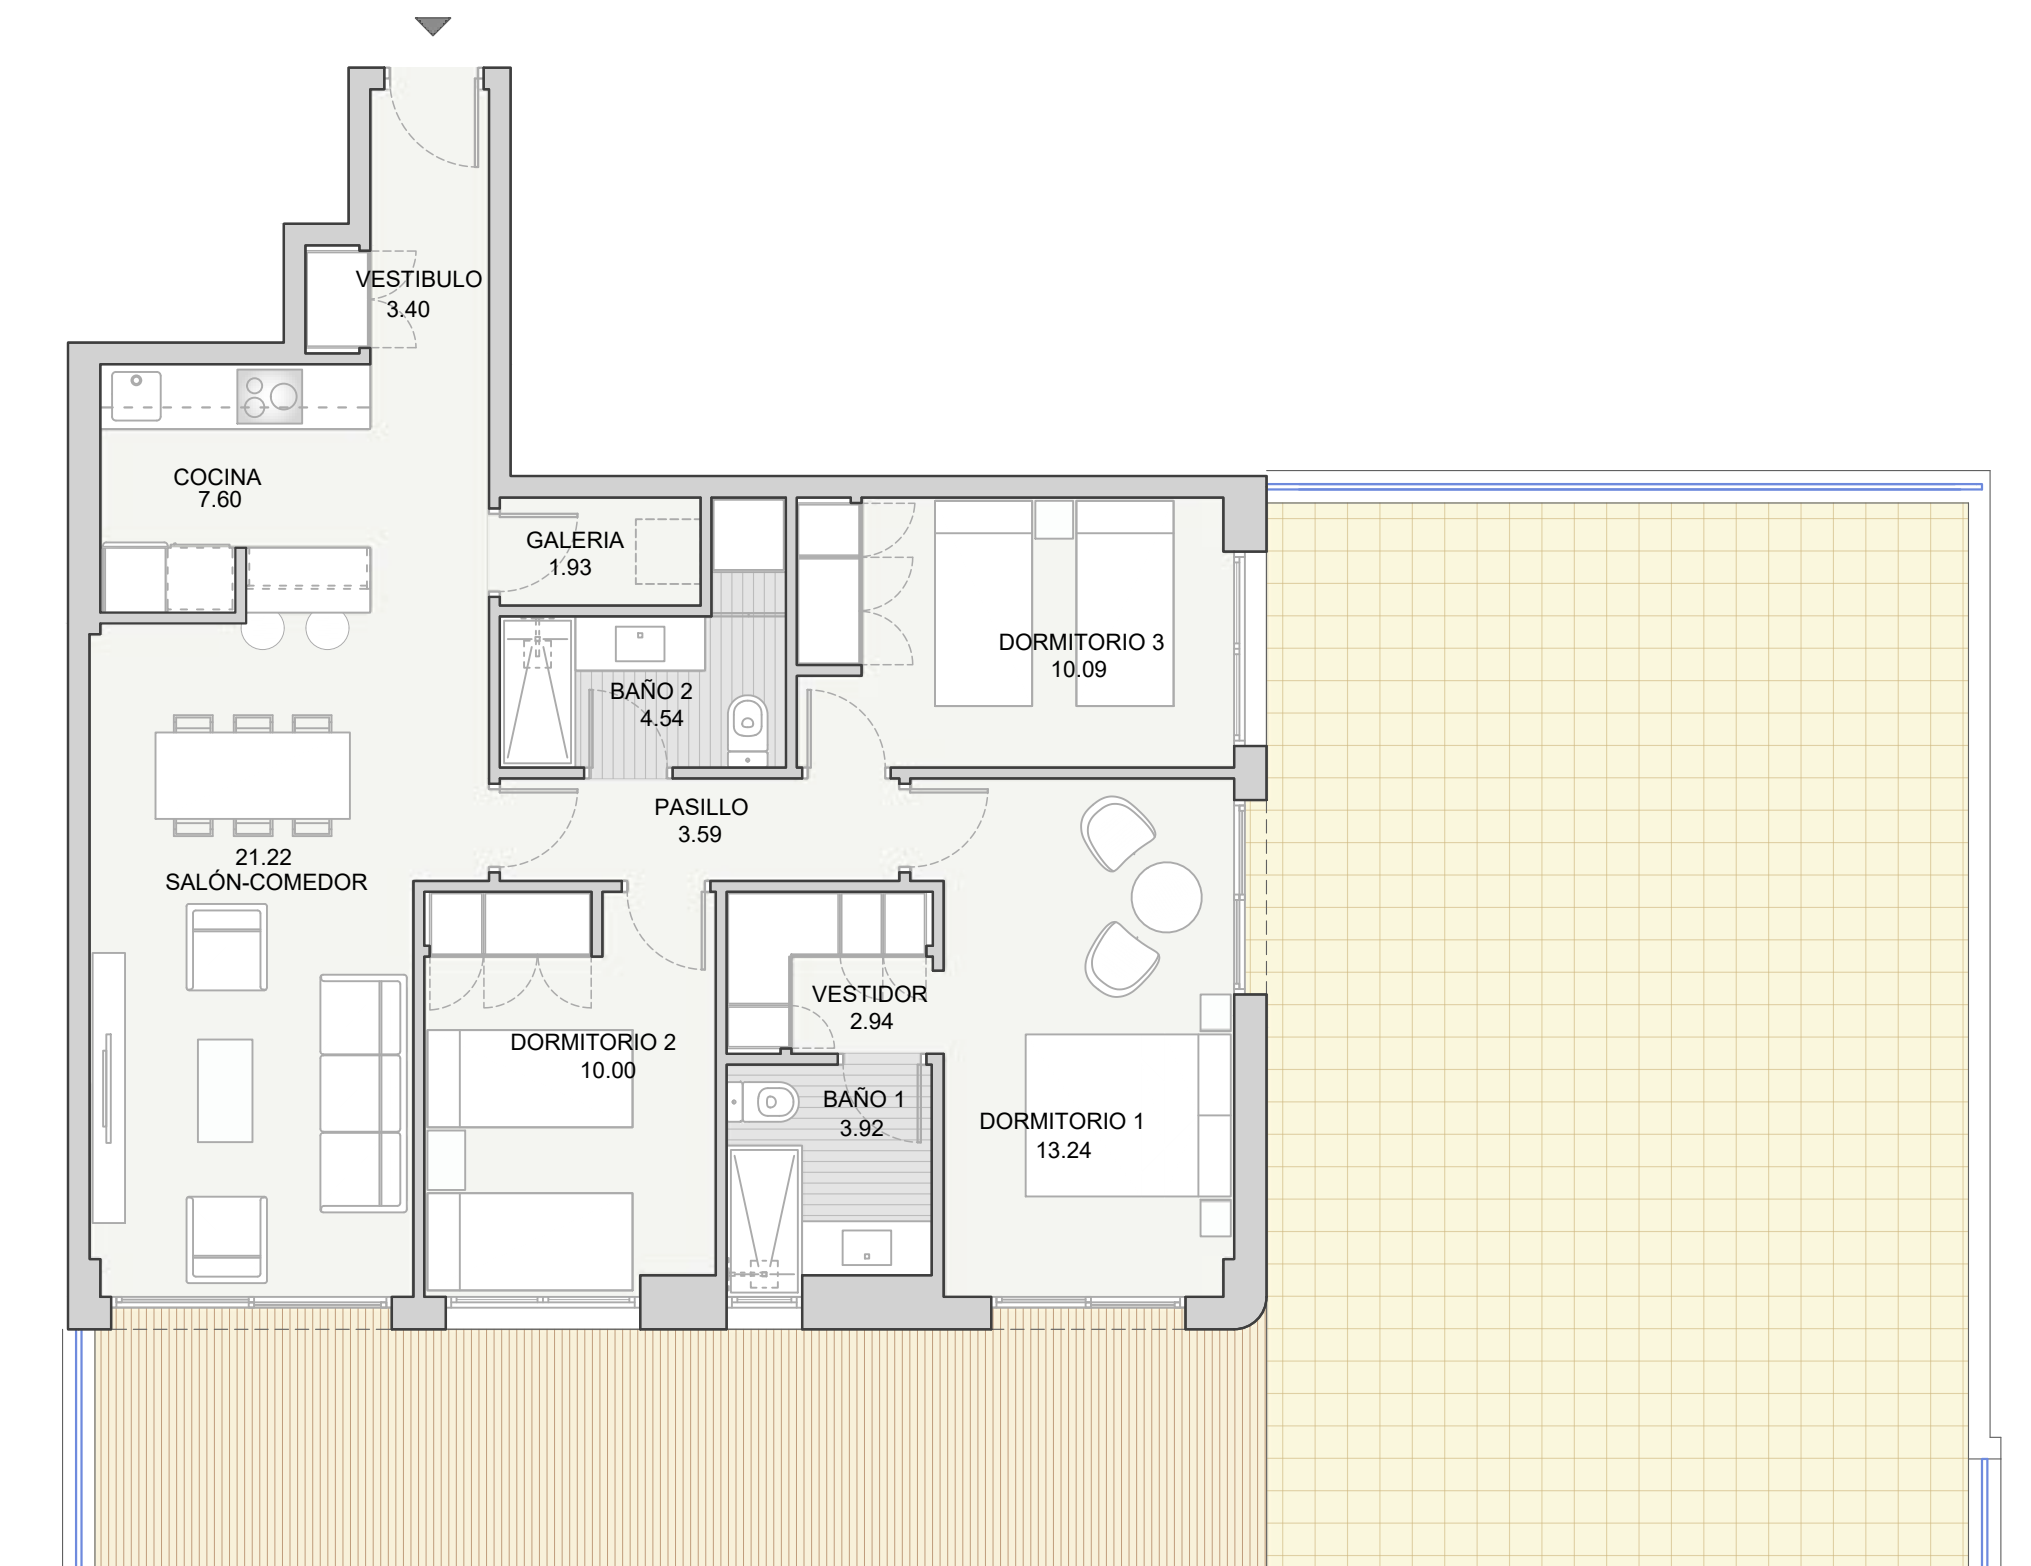 VESTIBULO
3.40
COCINA
7.60
GALERIA
1.93
DORMITORIO 3
10.09
BAÑO 2
4.54
PASILLO
3.59
21.22
SALÓN-COMEDOR
VESTIDOR
2.94
DORMITORIO 2
10.00
BAÑO 1
3.92
DORMITORIO 1
13.24